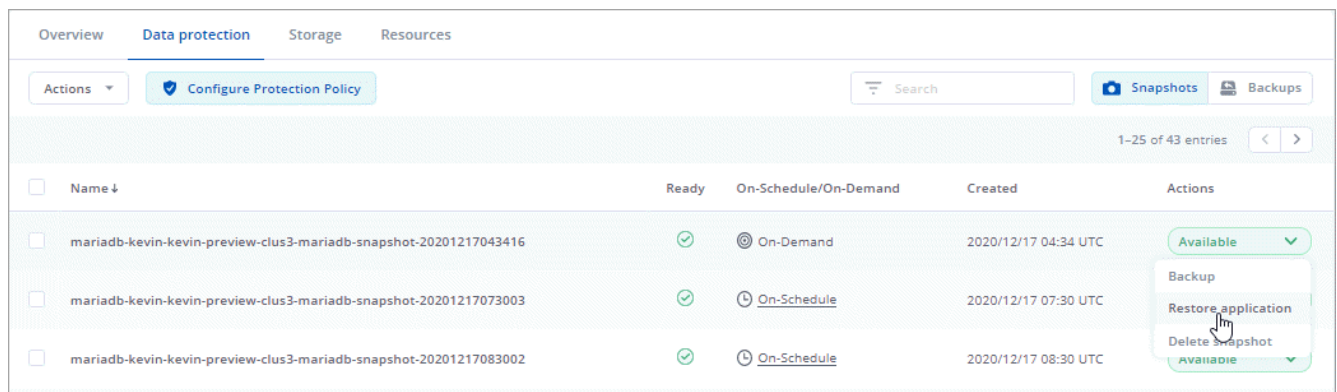 Overview Data protection Storage Resources
Actions Configure Protection Policy Search Snapshots Backups
1–25 of 43 entries
Name Ready On-Schedule/On-Demand Created Actions
mariadb-kevin-kevin-preview-clus3-mariadb-snapshot-20201217043416 On-Demand 2020/12/17 04:34 UTC Available
Backup
mariadb-kevin-kevin-preview-clus3-mariadb-snapshot-20201217073003 On-Schedule 2020/12/17 07:30 UTC
Restore application
Delete snapshot
mariadb-kevin-kevin-preview-clus3-mariadb-snapshot-20201217083002 On-Schedule 2020/12/17 08:30 UTC Available